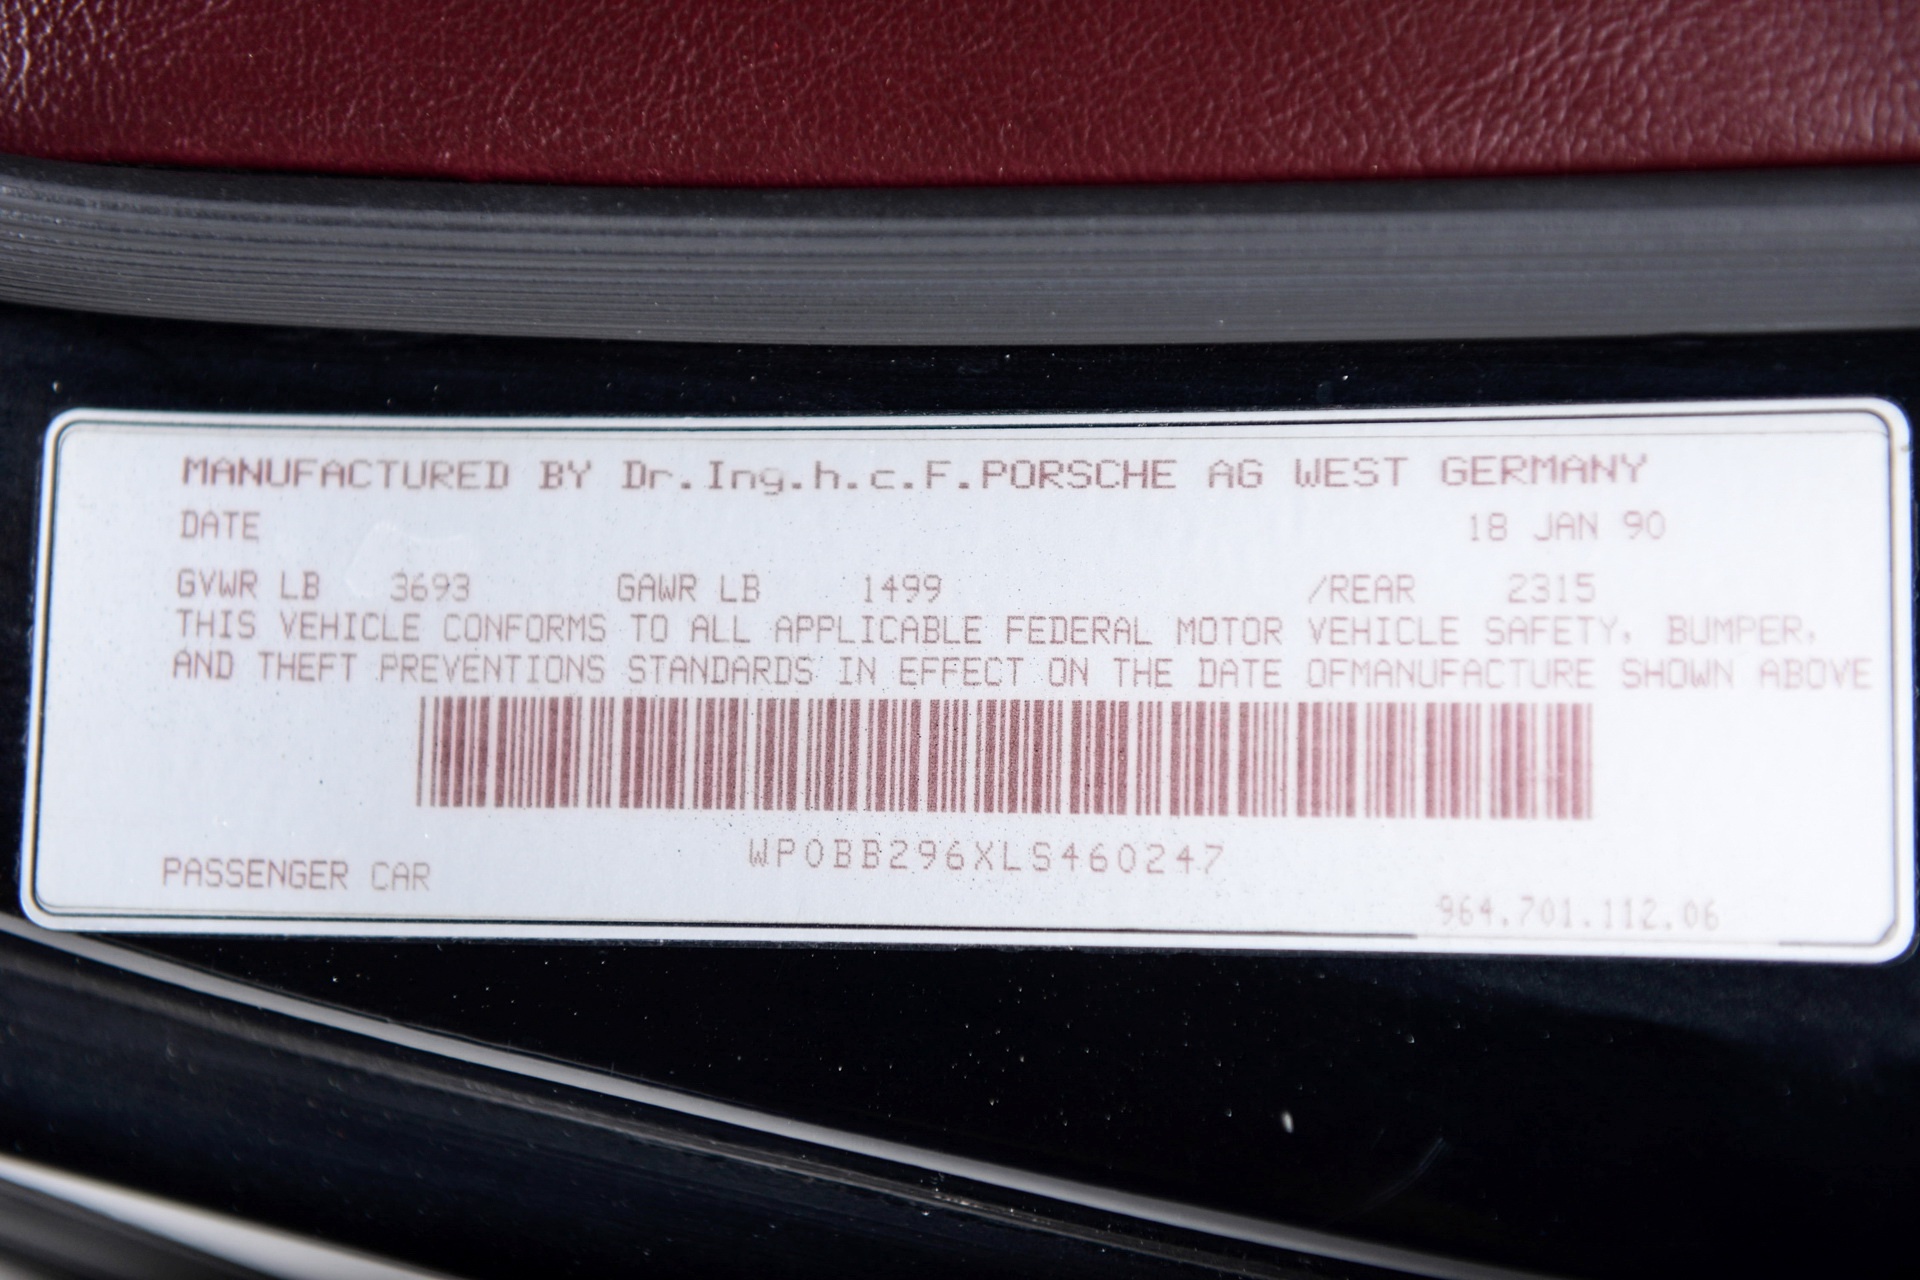 MANUFACTURED BY Dr.Ing.h.c.F.PORSCHE AG WEST GERMANY
DATE 18 JAN 90
GVWR LB 3693 GAWR LB 1499 /REAR 2315
THIS VEHICLE CONFORMS TO ALL APPLICABLE FEDERAL MOTOR VEHICLE SAFETY, BUMPER,
AND THEFT PREVENTIONS STANDARDS IN EFFECT ON THE DATE OFMANUFACTURE SHOWN ABOVE
WP0BB296XLS460247
PASSENGER CAR
964.701.112.06